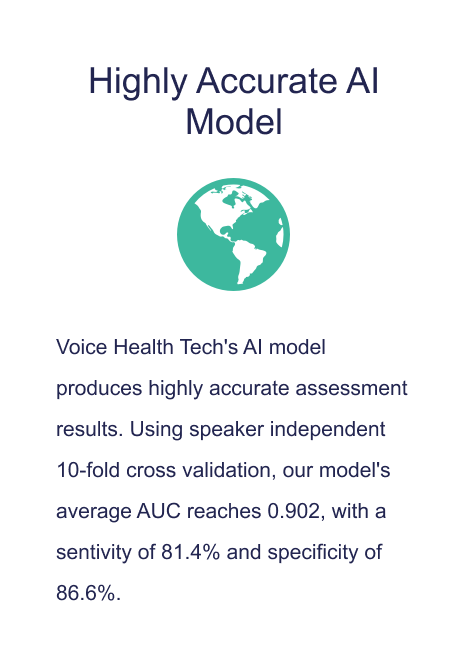 Highly Accurate AI
Model
Voice Health Tech's AI model
produces highly accurate assessment
results. Using speaker independent
10-fold cross validation, our model's
average AUC reaches 0.902, with a
sentivity of 81.4% and specificity of
86.6%.